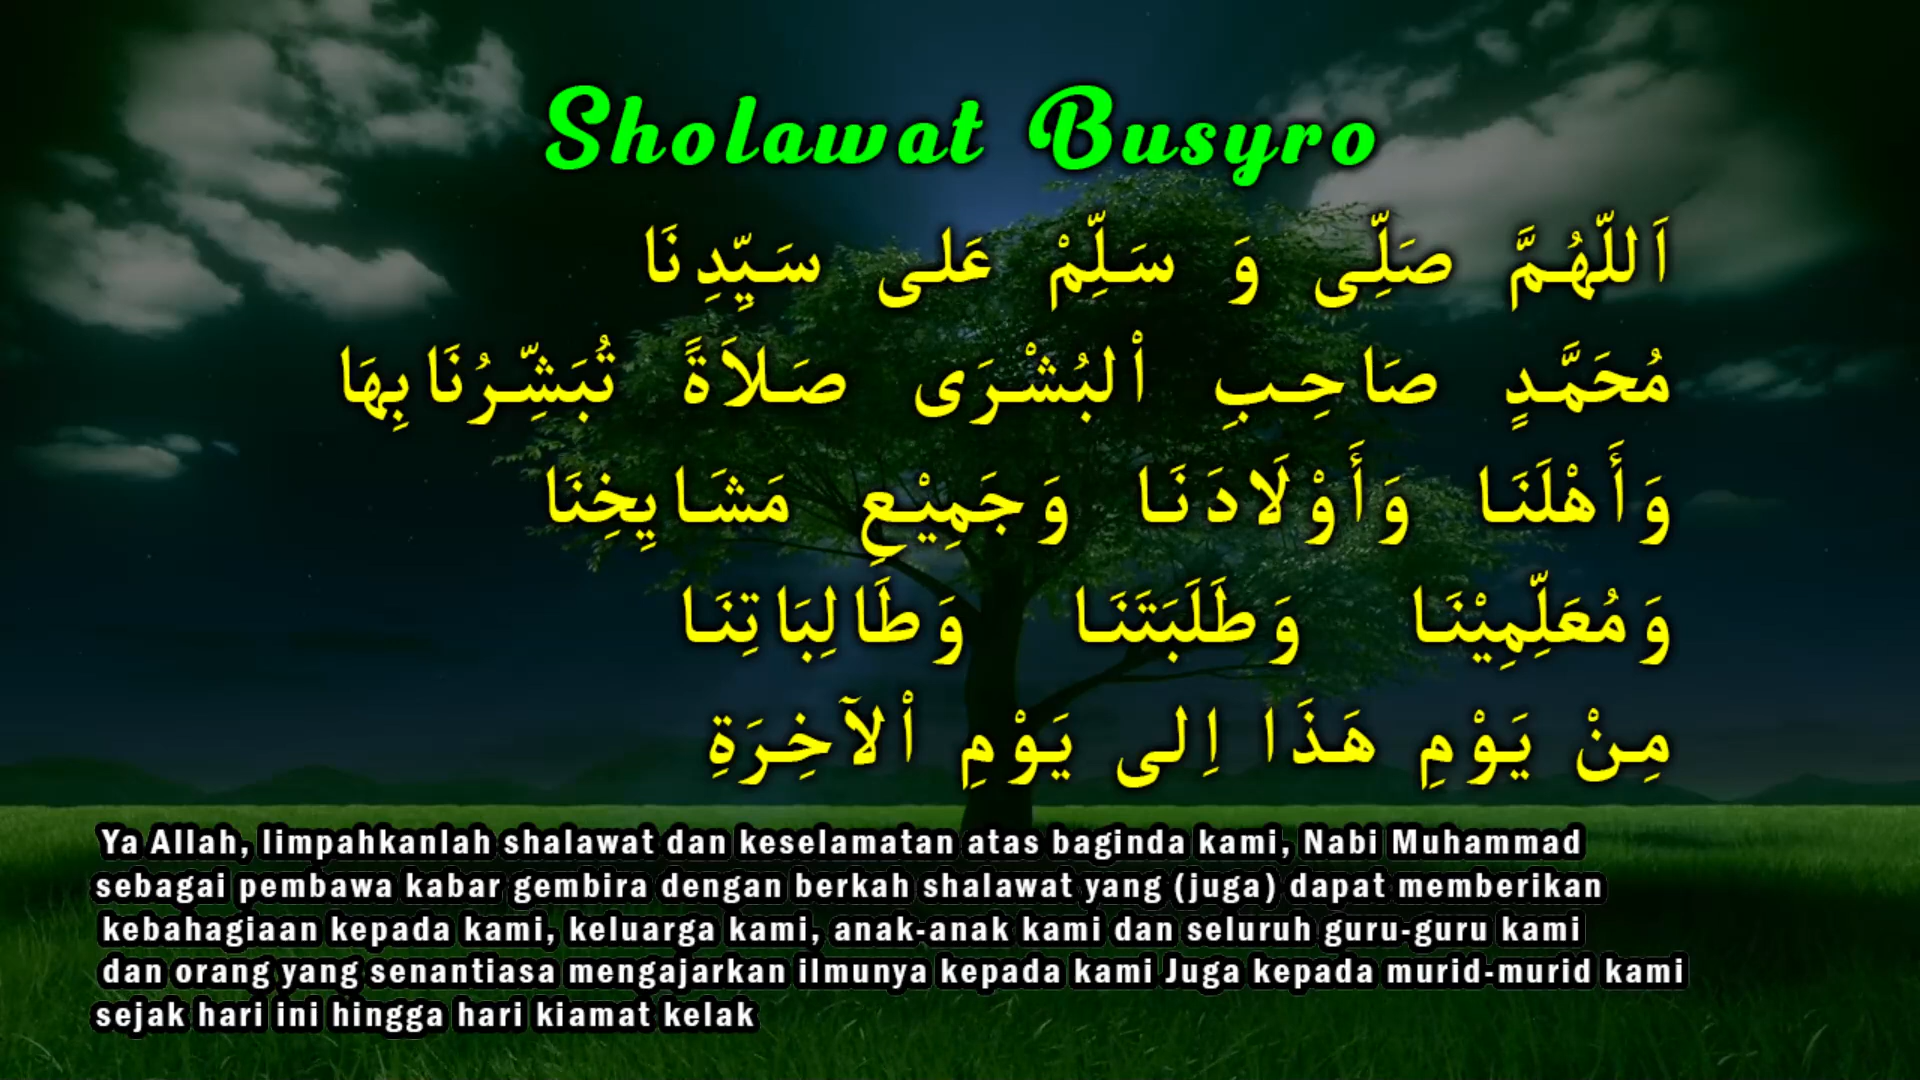 Sholawat Busyro
اَللّهُمَّ صَلِّى وَ سَلِّمْ عَلى سَيِّدِنَا
مُحَمَّدٍ صَاحِبِ اْلبُشْرَى صَلاَةً تُبَشِّرُنَابِهَا
وَأَهْلَنَا وَأَوْلَادَنَا وَجَمِيْعِ مَشَايِخِنَا
وَمُعَلِّمِيْنَا وَطَلَبَتَنَا وَطَالِبَاتِنَا
مِنْ يَوْمِ هَذَا اِلى يَوْمِ اْلآخِرَةِ
Ya Allah, limpahkanlah shalawat dan keselamatan atas baginda kami, Nabi Muhammad
sebagai pembawa kabar gembira dengan berkah shalawat yang (juga) dapat memberikan
kebahagiaan kepada kami, keluarga kami, anak-anak kami dan seluruh guru-guru kami
dan orang yang senantiasa mengajarkan ilmunya kepada kami Juga kepada murid-murid kami
sejak hari ini hingga hari kiamat kelak